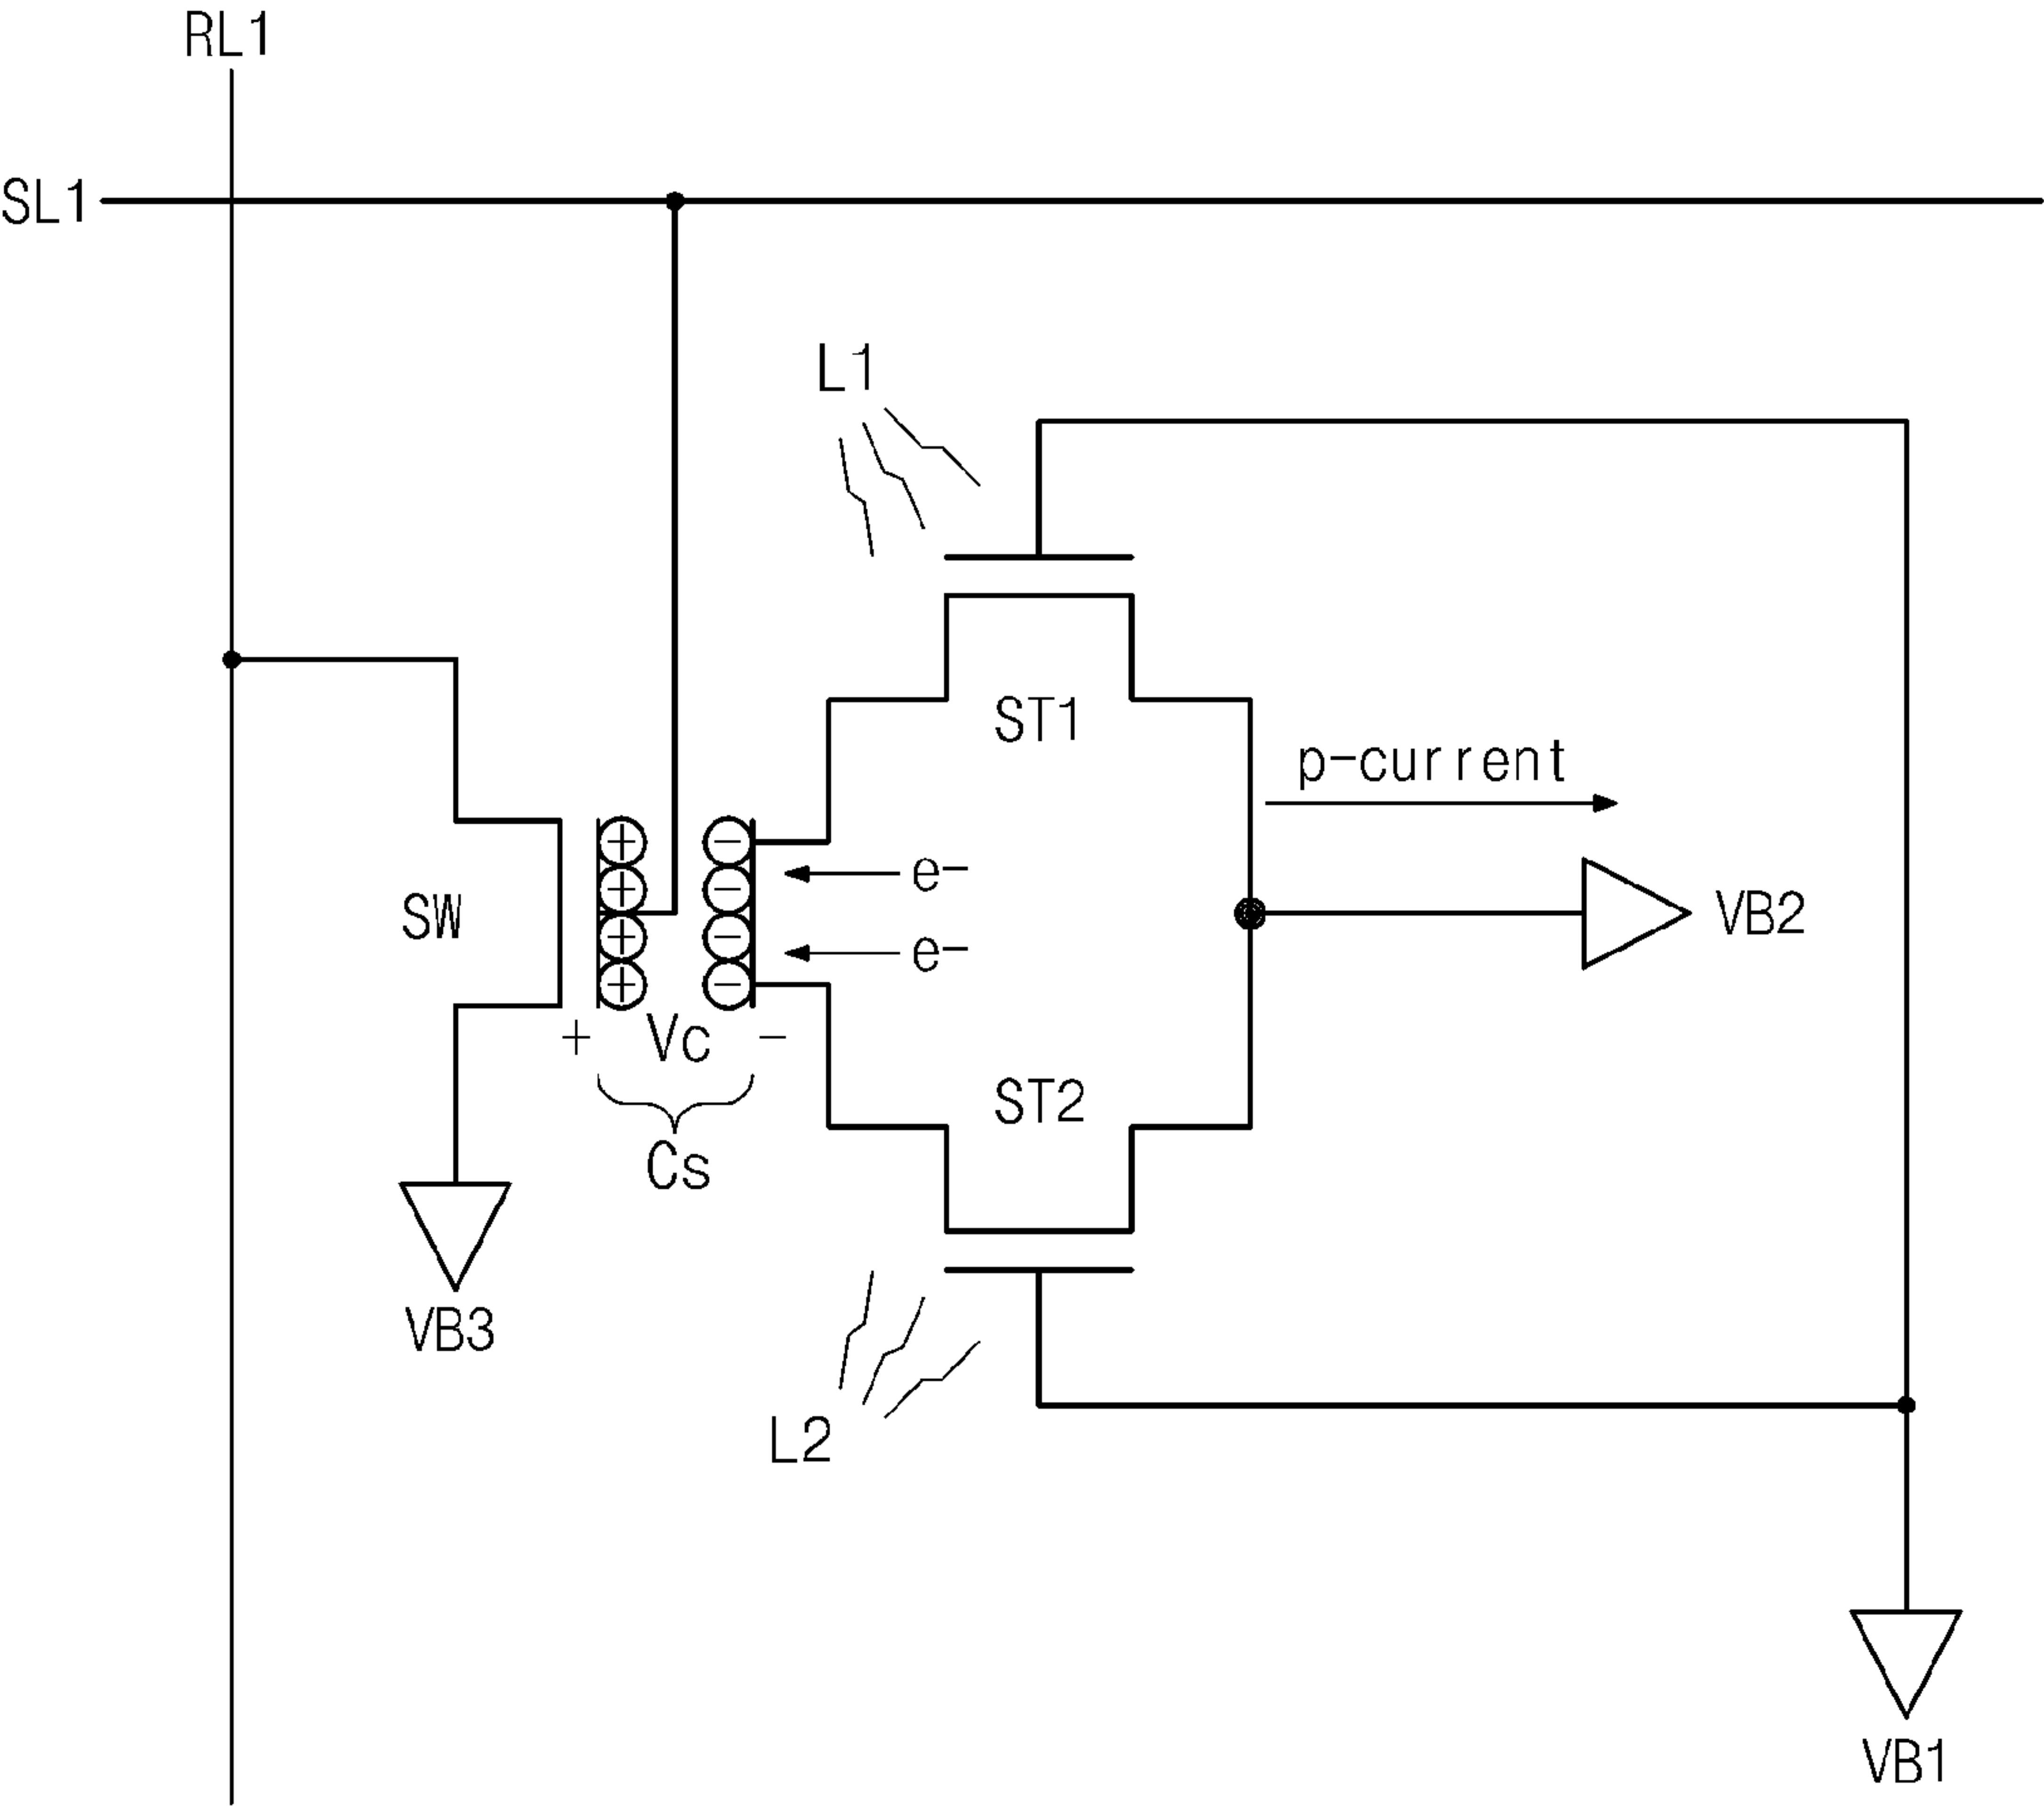 RL1
SL1
L1
ST1
p-current
+ -
+ -
e-
SW
VB2
+ -
e-
+ -
+ Vc -
ST2
Cs
VB3
L2
VB1